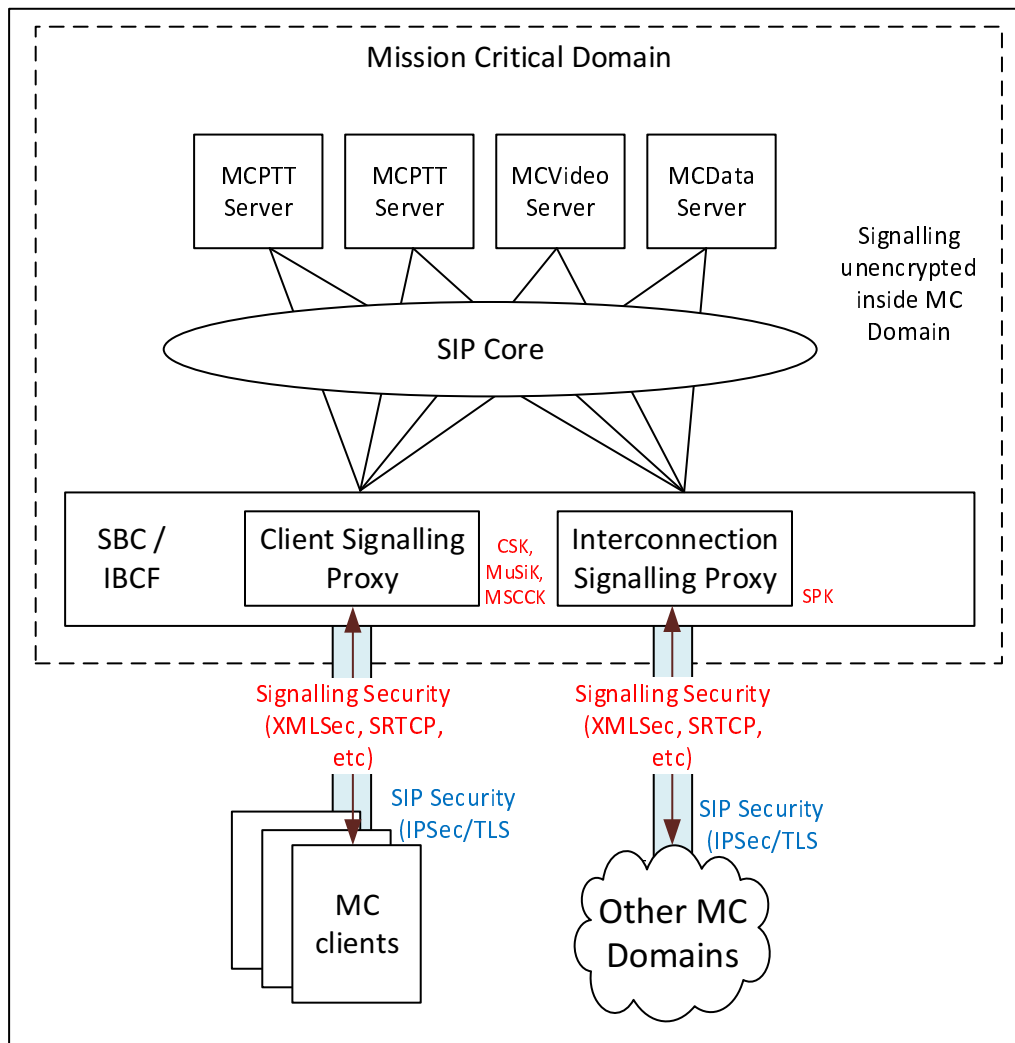 Mission Critical Domain
MCPTT
Server
MCPTT
Server
MCVideo
Server
MCData
Server
Signalling
unencrypted
inside MC
Domain
SIP Core
SBC /
IBCF
Client Signalling
Proxy
CSK,
MuSiK,
MSCCK
Interconnection
Signalling Proxy
SPK
Signalling Security
(XMLSec, SRTCP,
etc)
Signalling Security
(XMLSec, SRTCP,
etc)
SIP Security
(IPSec/TLS
SIP Security
(IPSec/TLS
MC
clients
Other MC
Domains